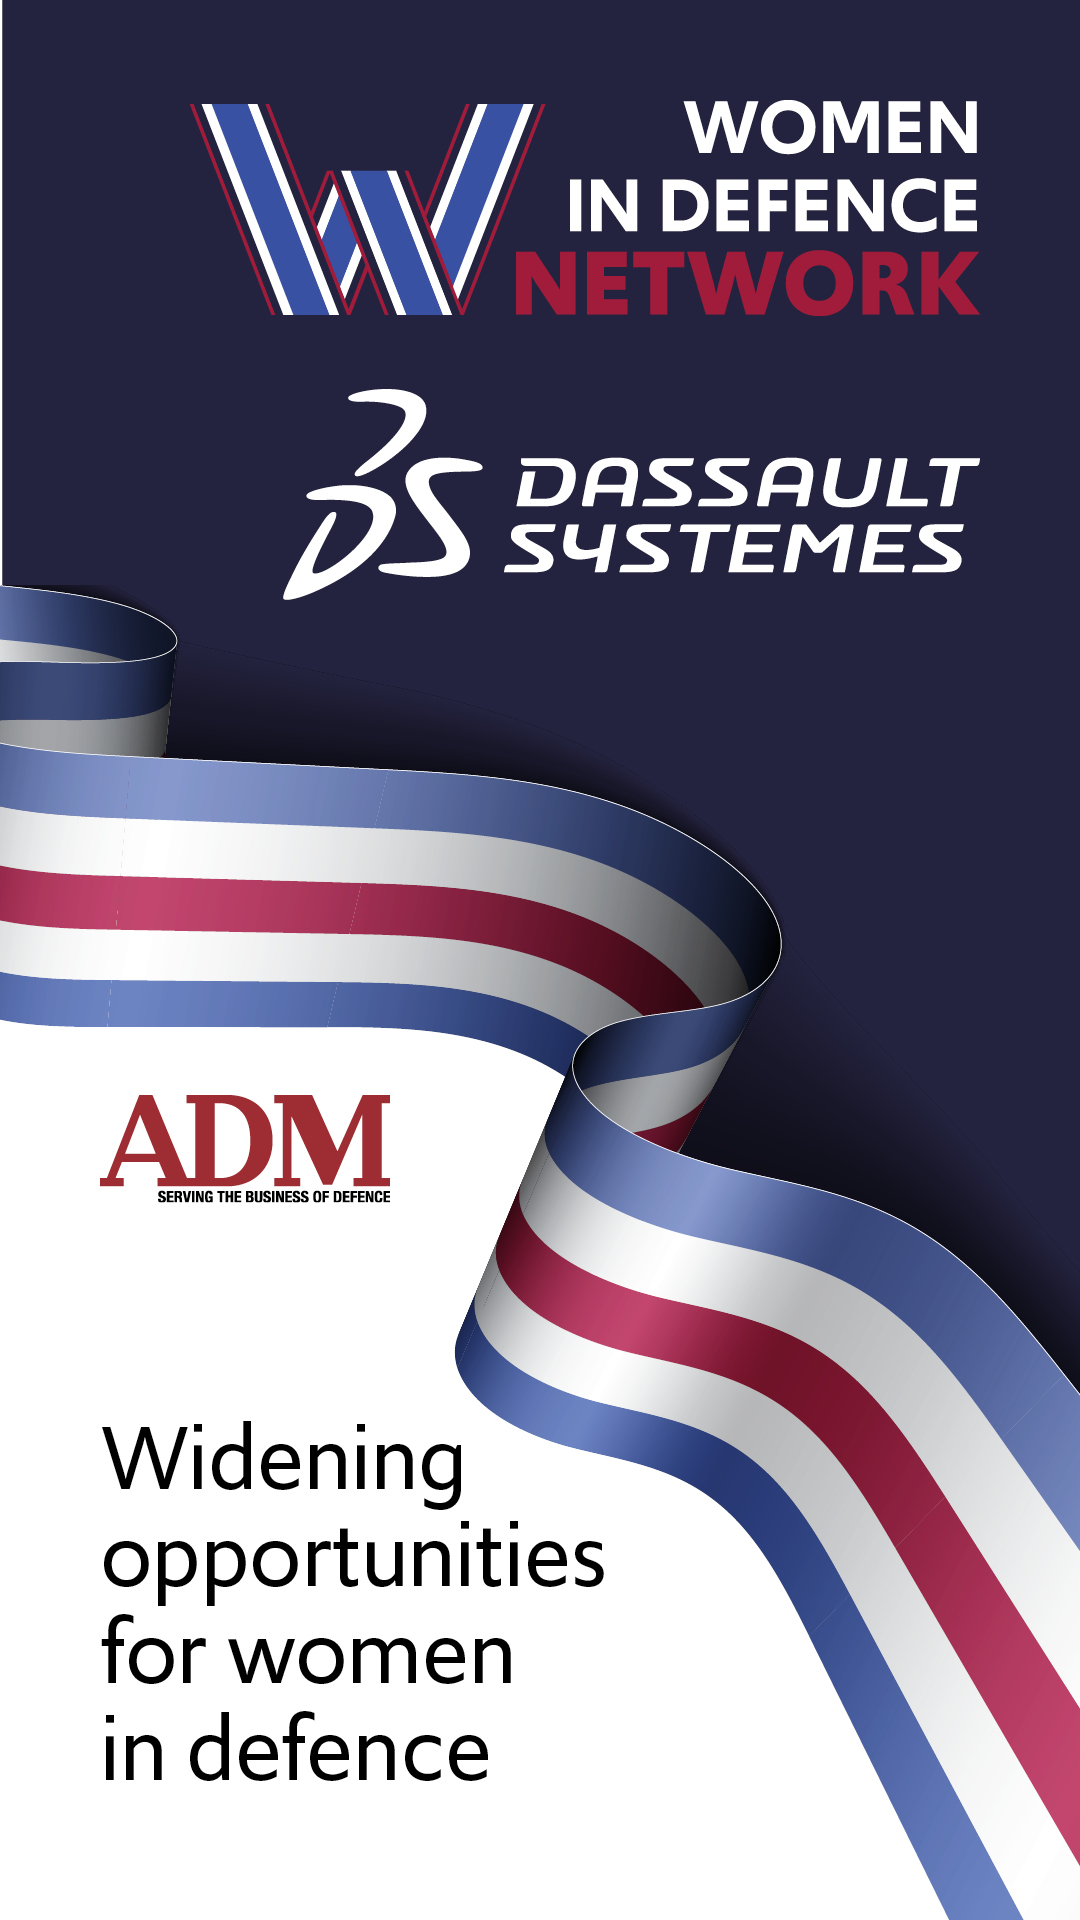 WOMEN
IN DEFENCE
NETWORK
DASSAULT
SYSTEMES
ADM
SERVING THE BUSINESS OF DEFENCE
Widening
opportunities
for women
in defence